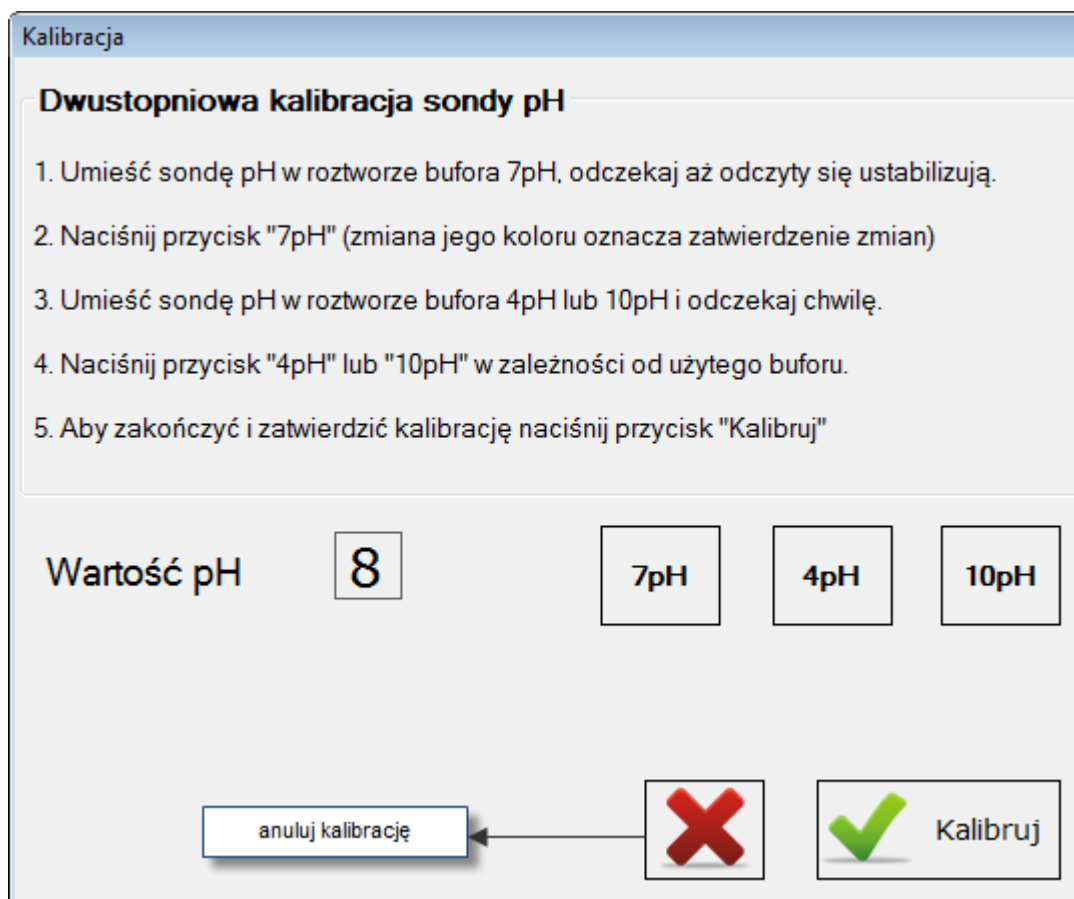 Kalibracja
Dwustopniowa kalibracja sondy pH
1. Umieść sondę pH w roztworze bufora 7pH, odczekaj aż odczyty się ustabilizują.
2. Naciśnij przycisk "7pH" (zmiana jego koloru oznacza zatwierdzenie zmian)
3. Umieść sondę pH w roztworze bufora 4pH lub 10pH i odczekaj chwilę.
4. Naciśnij przycisk "4pH" lub "10pH" w zależności od użytego buforu.
5. Aby zakończyć i zatwierdzić kalibrację naciśnij przycisk "Kalibruj"
Wartość pH 8 7pH 4pH 10pH
anuluj kalibrację Kalibruj